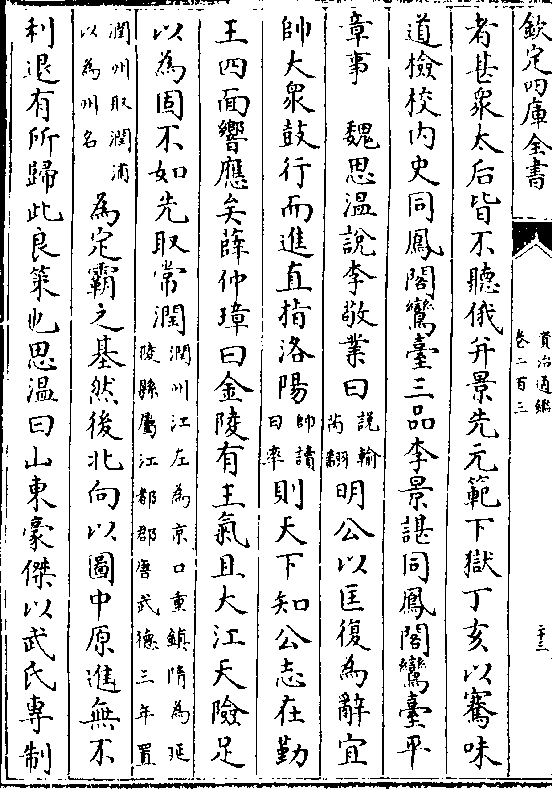 欽定四庫全書
資治通鑑
卷二百三
主三
者甚衆太后皆不聽俄并景先元範下獄丁亥以騫味
道檢校内史同鳳閣鸞臺三品李景諶同鳳閣鸞臺平
章事　魏思温說李敬業曰說輸芮翻明公以匡復為辭宜
帥大衆鼓行而進直指洛陽帥讀曰率則天下知公志在勤
王四面響應矣薛仲璋曰金陵有王氣且大江天險足
以為固不如先取常潤潤州江左為京口重鎮隋為延陵縣屬江都郡唐武德三年置
潤州取潤浦以為州名為定霸之基然後北向以圖中原進無不
利退有所歸此良策也思温曰山東豪傑以武氏專制